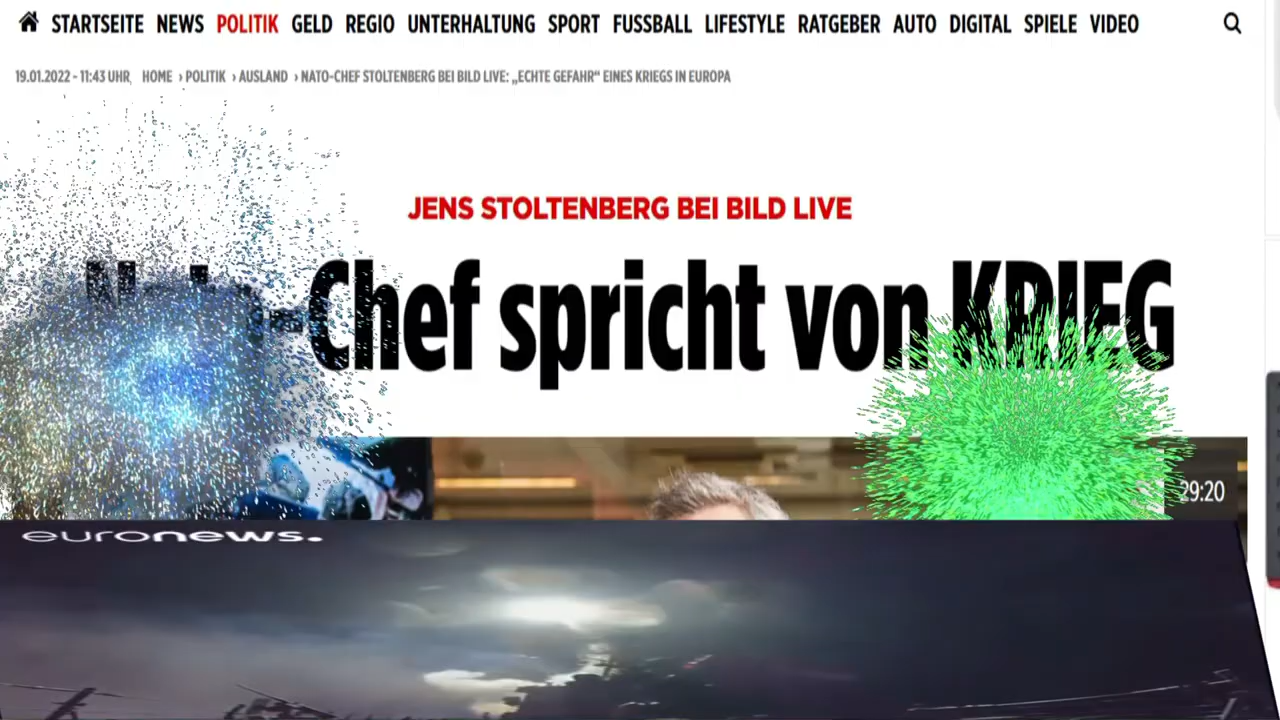 STARTSEITE NEWS POLITIK GELD REGIO UNTERHALTUNG SPORT FUSSBALL LIFESTYLE RATGEBER AUTO DIGITAL SPIELE VIDEO
19.01.2022 - 11:43 UHR, HOME › POLITIK › AUSLAND › NATO-CHEF STOLTENBERG BEI BILD LIVE: „ECHTE GEFAHR“ EINES KRIEGS IN EUROPA
JENS STOLTENBERG BEI BILD LIVE
Nato-Chef spricht von KRIEG
29:20
euronews.